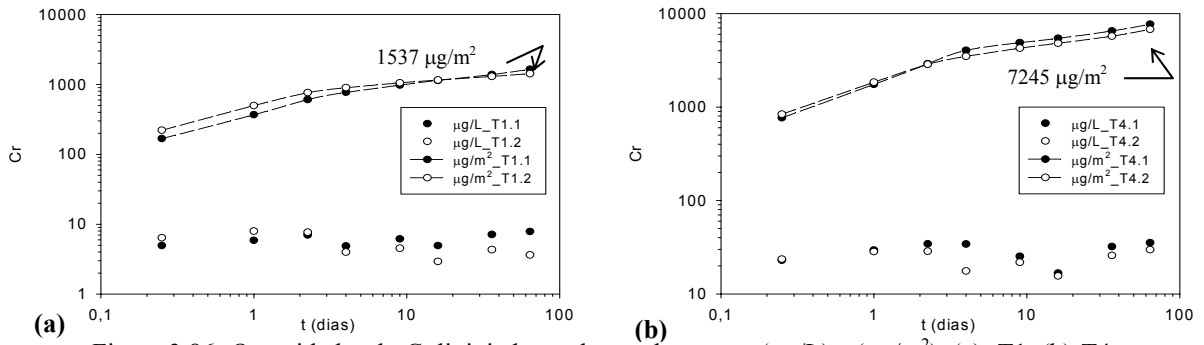 10000
1000
100
10
1
Cr
1537 µg/m²
µg/L_T1.1
µg/L_T1.2
µg/m²_T1.1
µg/m²_T1.2
0,1 1 10 100
t (dias)
(a)
10000
1000
100
10
Cr
7245 µg/m²
µg/L_T4.1
µg/L_T4.2
µg/m²_T4.1
µg/m²_T4.2
0,1 1 10 100
t (dias)
(b)